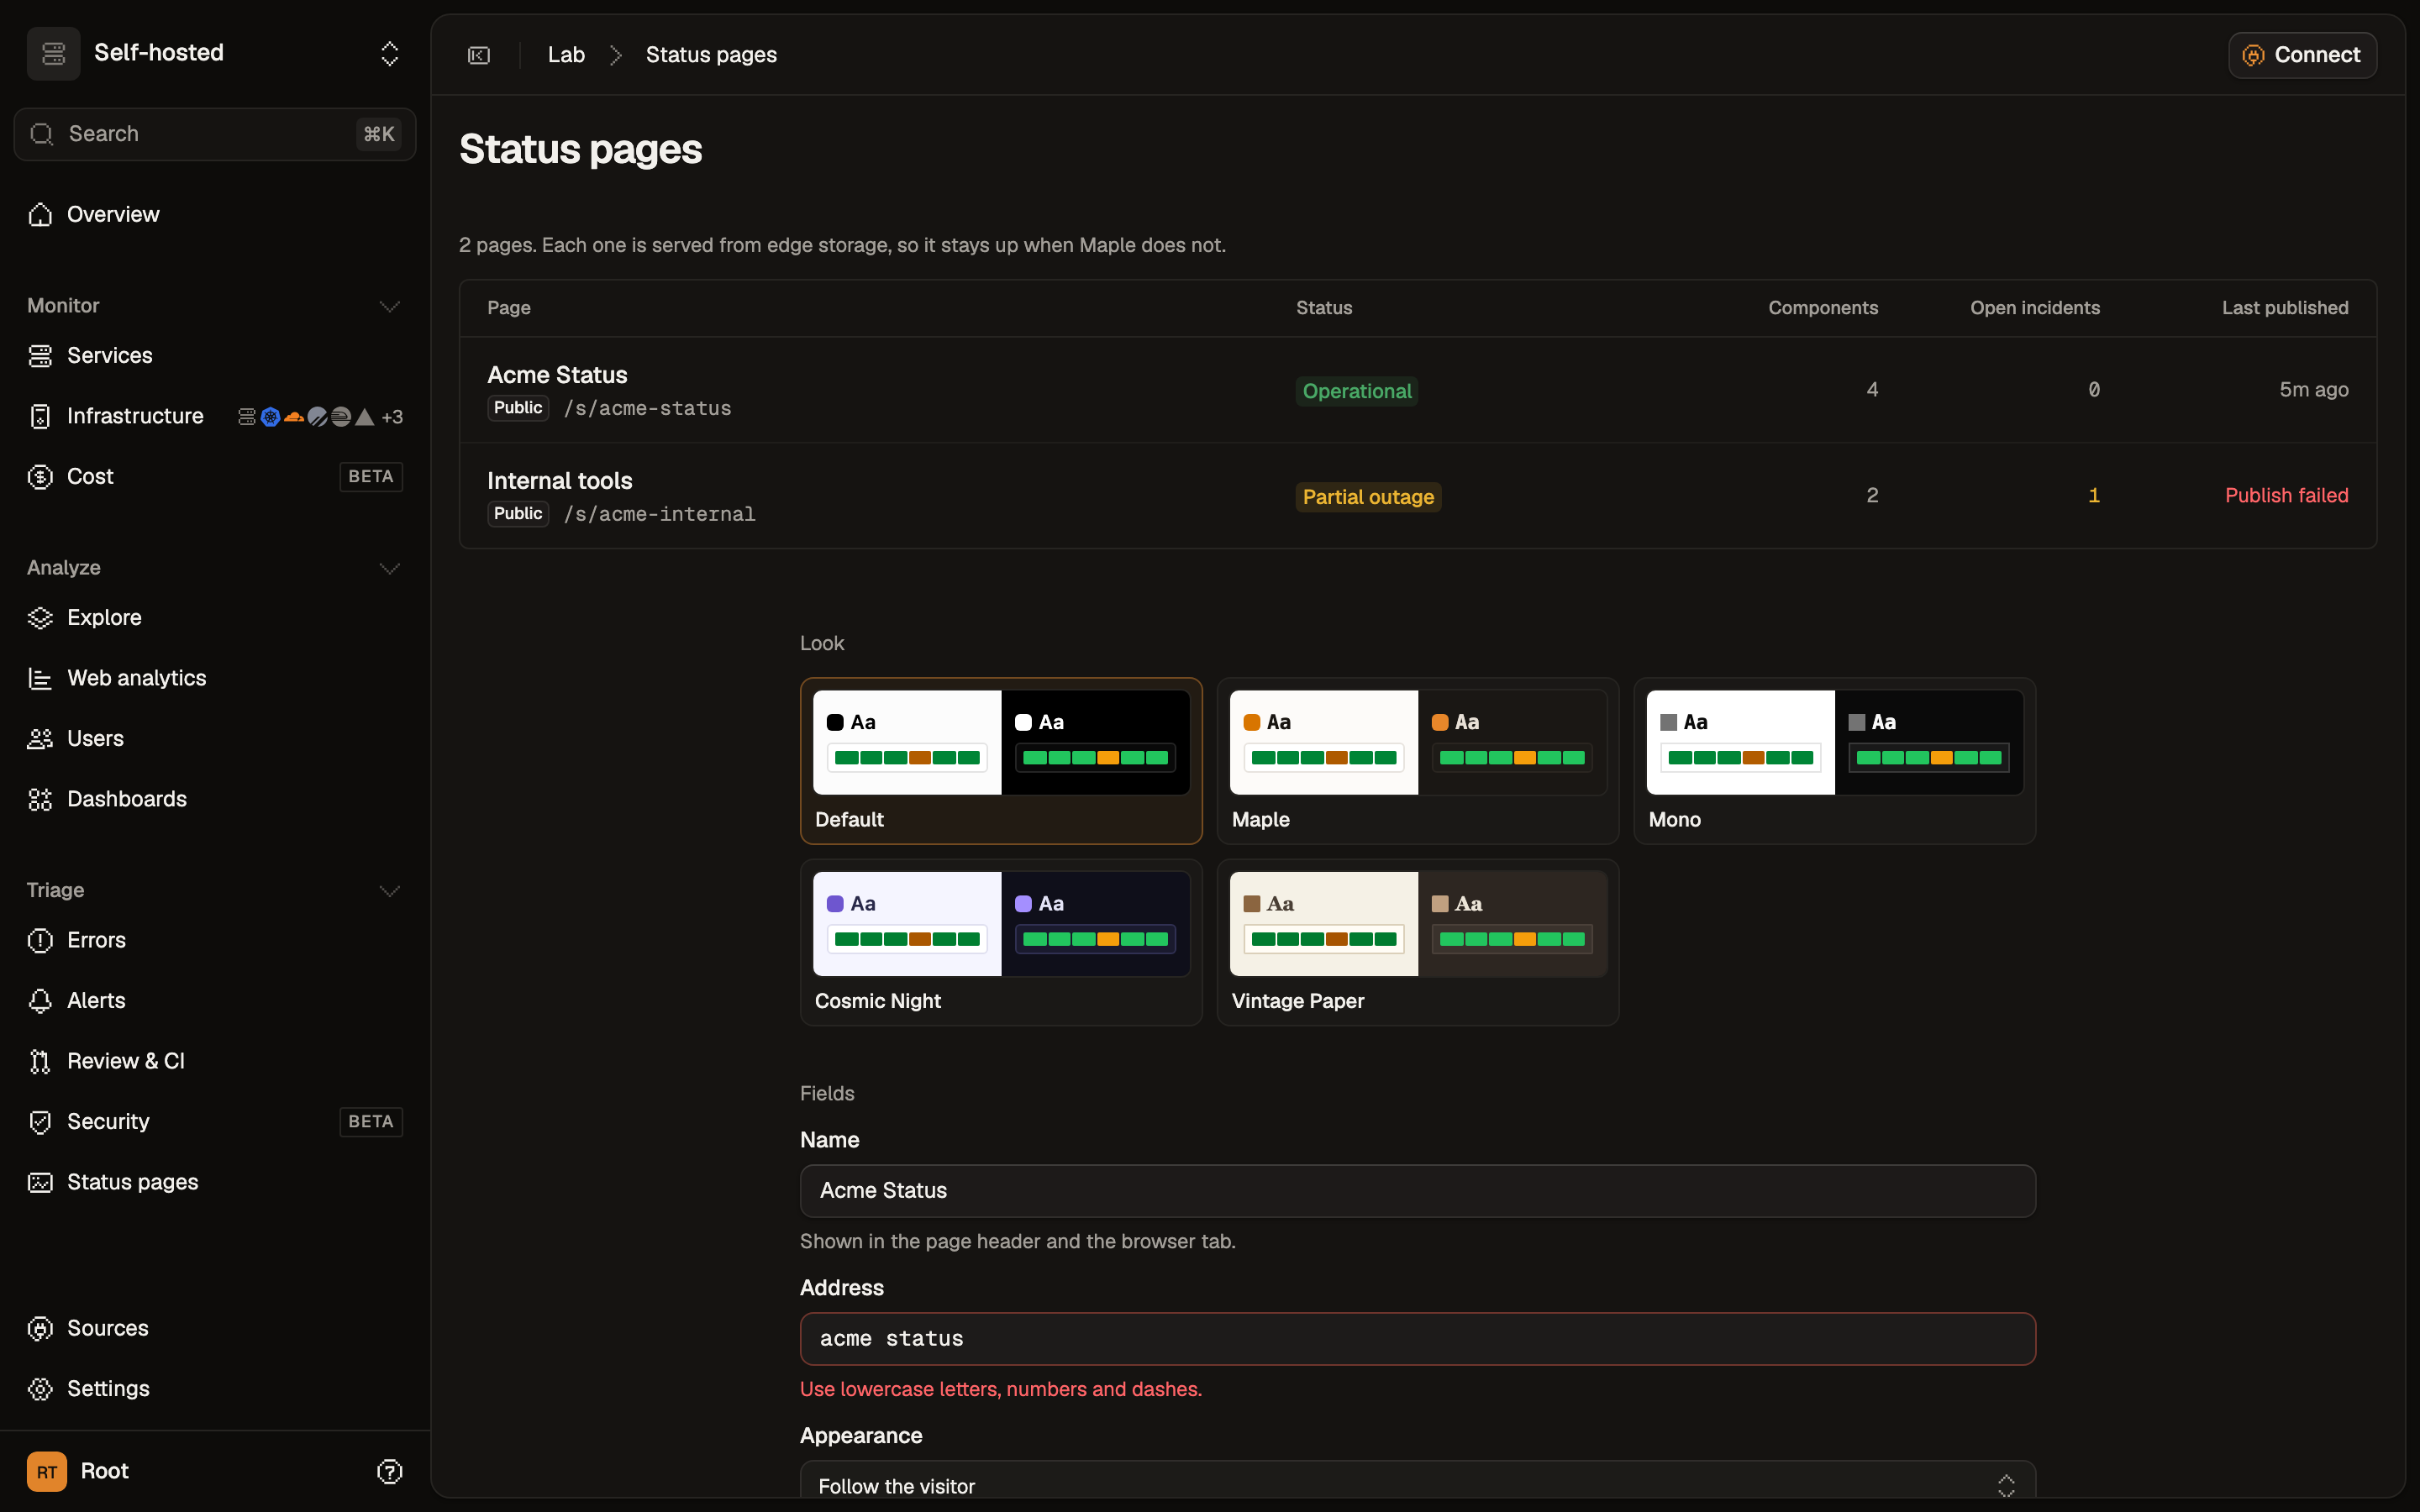 Self-hosted
Search ⌘K
Overview
Monitor
Services
Infrastructure +3
Cost BETA
Analyze
Explore
Web analytics
Users
Dashboards
Triage
Errors
Alerts
Review & CI
Security BETA
Status pages
Sources
Settings
RT Root
Lab Status pages Connect
Status pages
2 pages. Each one is served from edge storage, so it stays up when Maple does not.
Page Status Components Open incidents Last published
Acme Status
Public /s/acme-status Operational 4 0 5m ago
Internal tools
Public /s/acme-internal Partial outage 2 1 Publish failed
Look
Aa Aa Aa Aa Aa Aa
Default Maple Mono
Aa Aa Aa Aa
Cosmic Night Vintage Paper
Fields
Name
Acme Status
Shown in the page header and the browser tab.
Address
acme status
Use lowercase letters, numbers and dashes.
Appearance
Follow the visitor